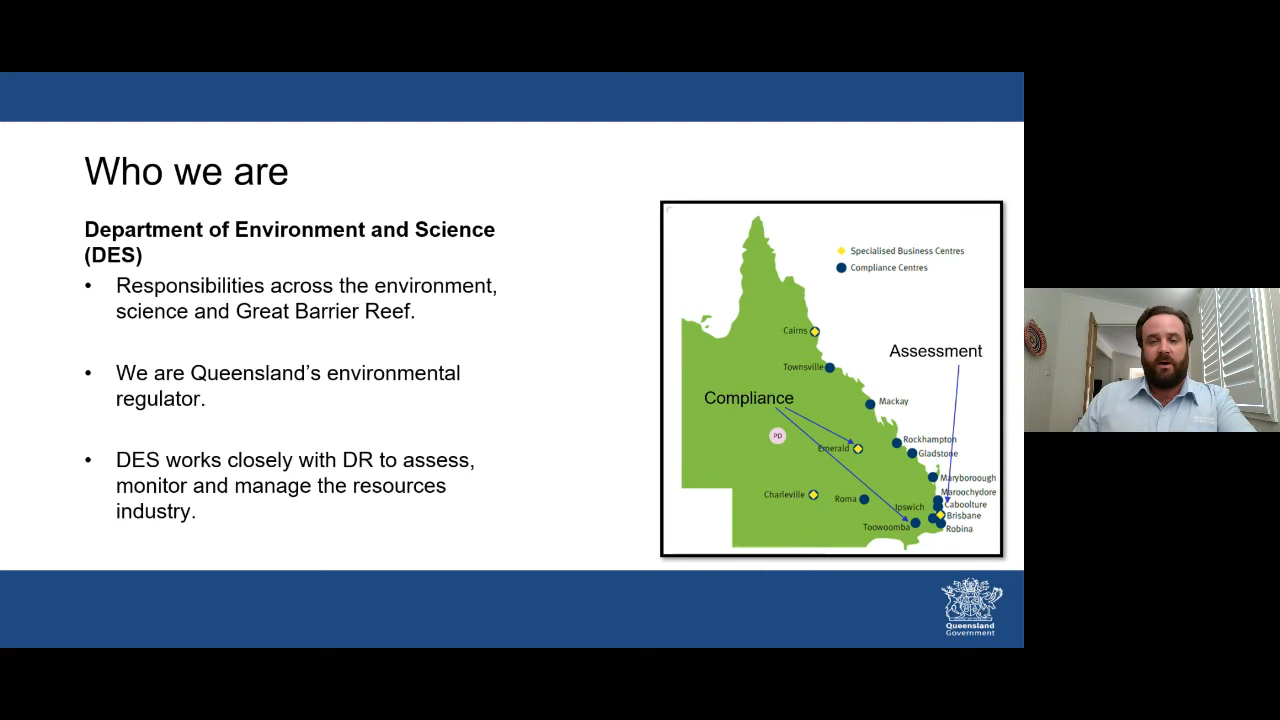 Who we are
Department of Environment and Science
(DES)
• Responsibilities across the environment,
science and Great Barrier Reef.
• We are Queensland’s environmental
regulator.
• DES works closely with DR to assess,
monitor and manage the resources
industry.
Specialised Business Centres
Compliance Centres
Cairns
Assessment
Townsville
Compliance
Mackay
PD
Rockhampton
Emerald
Gladstone
Maryboroough
Charleville
Maroochydore
Roma
Caboolture
Ipswich
Brisbane
Toowoomba
Robina
Queensland
Government